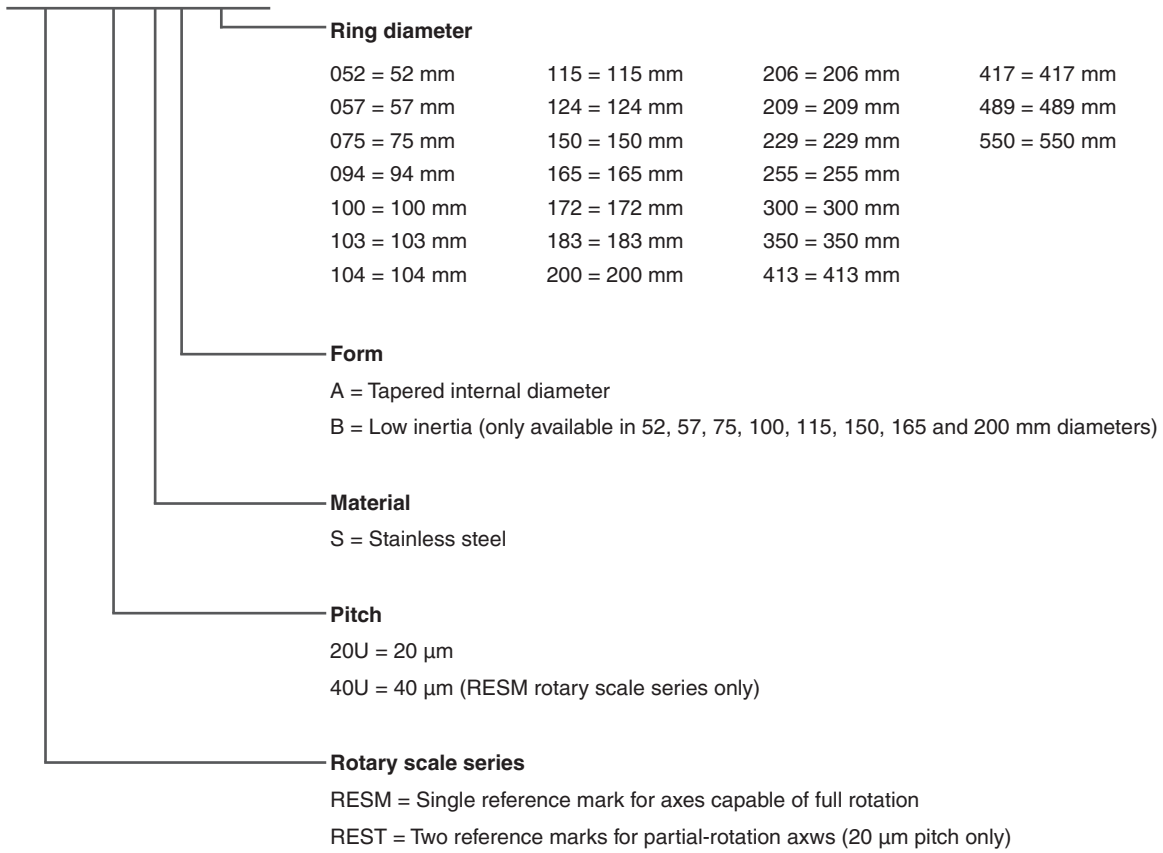 Ring diameter
052 = 52 mm 115 = 115 mm 206 = 206 mm 417 = 417 mm
057 = 57 mm 124 = 124 mm 209 = 209 mm 489 = 489 mm
075 = 75 mm 150 = 150 mm 229 = 229 mm 550 = 550 mm
094 = 94 mm 165 = 165 mm 255 = 255 mm
100 = 100 mm 172 = 172 mm 300 = 300 mm
103 = 103 mm 183 = 183 mm 350 = 350 mm
104 = 104 mm 200 = 200 mm 413 = 413 mm
Form
A = Tapered internal diameter
B = Low inertia (only available in 52, 57, 75, 100, 115, 150, 165 and 200 mm diameters)
Material
S = Stainless steel
Pitch
20U = 20 µm
40U = 40 µm (RESM rotary scale series only)
Rotary scale series
RESM = Single reference mark for axes capable of full rotation
REST = Two reference marks for partial-rotation axws (20 µm pitch only)